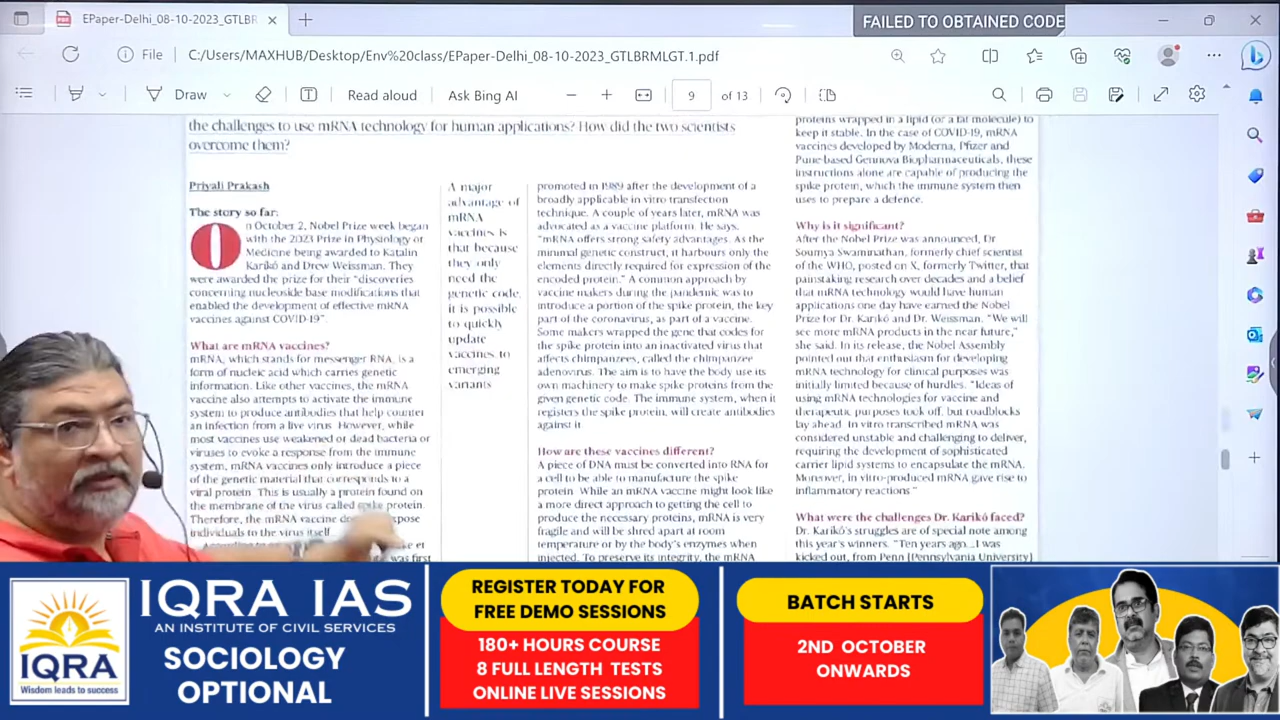 EPaper-Delhi_08-10-2023_GTLBR
FAILED TO OBTAINED CODE
File
C:/Users/MAXHUB/Desktop/Env%20class/EPaper-Delhi_08-10-2023_GTLBRMLGT.1.pdf
Draw
Read aloud
Ask Bing AI
9 of 13
the challenges to use mRNA technology for human applications? How did the two scientists
overcome them?
Priyali Prakash
The story so far:
On October 2, Nobel Prize week began
with the 2023 Prize in Physiology or
Medicine being awarded to Katalin
Karikó and Drew Weissman. They
were awarded the prize for their "discoveries
concerning nucleoside base modifications that
enabled the development of effective mRNA
vaccines against COVID-19".
What are mRNA vaccines?
mRNA, which stands for messenger RNA, is a
form of nucleic acid which carries genetic
information. Like other vaccines, the mRNA
vaccine also attempts to activate the immune
system to produce antibodies that help counter
an infection from a live virus. However, while
most vaccines use weakened or dead bacteria or
viruses to evoke a response from the immune
system, mRNA vaccines only introduce a piece
of the genetic material that corresponds to a
viral protein. This is usually a protein found on
the membrane of the virus called spike protein.
Therefore, the mRNA vaccine
individuals to the virus itself.
was first
A major
advantage of
mRNA
vaccines is
that because
they only
need the
genetic code,
it is possible
to quickly
update
vaccines to
emerging
variants
promoted in 1989 after the development of a
broadly applicable in vitro transfection
technique. A couple of years later, mRNA was
advocated as a vaccine platform. He says,
"mRNA offers strong safety advantages. As the
minimal genetic construct, it harbours only the
elements directly required for expression of the
encoded protein." A common approach by
vaccine makers during the pandemic was to
introduce a portion of the spike protein, the key
part of the coronavirus, as part of a vaccine.
Some makers wrapped the gene that codes for
the spike protein into an inactivated virus that
affects chimpanzees, called the chimpanzee
adenovirus. The aim is to have the body use its
own machinery to make spike proteins from the
given genetic code. The immune system, when it
registers the spike protein, will create antibodies
against it.
How are these vaccines different?
A piece of DNA must be converted into RNA for
a cell to be able to manufacture the spike
protein. While an mRNA vaccine might look like
a more direct approach to getting the cell to
produce the necessary proteins, mRNA is very
fragile and will be shred apart at room
temperature or by the body's enzymes when
injected. To preserve its integrity, the mRNA
proteins wrapped in a lipid (or a fat molecule) to
keep it stable. In the case of COVID-19, mRNA
vaccines developed by Moderna, Pfizer and
Pune-based Gennova Biopharmaceuticals, these
instructions alone are capable of producing the
spike protein, which the immune system then
uses to prepare a defence.
Why is it significant?
After the Nobel Prize was announced, Dr
Soumya Swaminathan, formerly chief scientist
of the WHO, posted on X, formerly Twitter, that
painstaking research over decades and a belief
that mRNA technology would have human
applications one day have earned the Nobel
Prize for Dr. Karikó and Dr. Weissman. "We will
see more mRNA products in the near future,"
she said. In its release, the Nobel Assembly
pointed out that enthusiasm for developing
mRNA technology for clinical purposes was
initially limited because of hurdles. "Ideas of
using mRNA technologies for vaccine and
therapeutic purposes took off, but roadblocks
lay ahead. In vitro transcribed mRNA was
considered unstable and challenging to deliver,
requiring the development of sophisticated
carrier lipid systems to encapsulate the mRNA.
Moreover, in vitro-produced mRNA gave rise to
inflammatory reactions"
What were the challenges Dr. Karikó faced?
Dr. Karikó's struggles are of special note among
this year's winners. "Ten years ago...I was
kicked out, from Penn [Pennsylvania University]
IQRA
Wisdom leads to success
IQRA IAS
AN INSTITUTE OF CIVIL SERVICES
SOCIOLOGY
OPTIONAL
REGISTER TODAY FOR
FREE DEMO SESSIONS
180+ HOURS COURSE
8 FULL LENGTH TESTS
ONLINE LIVE SESSIONS
BATCH STARTS
2ND OCTOBER
ONWARDS